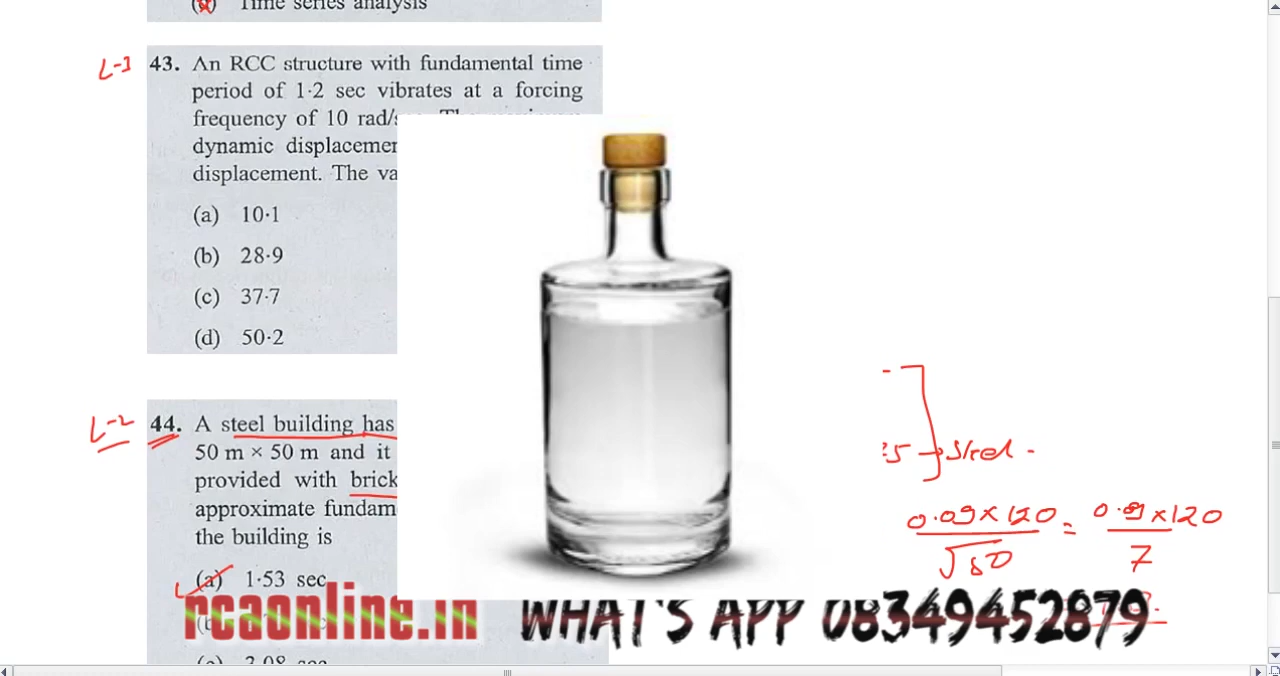 Time series analysis
L-1 43. An RCC structure with fundamental time
period of 1·2 sec vibrates at a forcing
frequency of 10 rad/s
dynamic displacemen
displacement. The va
(a) 10·1
(b) 28·9
(c) 37·7
(d) 50·2
L-2 44. A steel building has
50 m × 50 m and it
provided with brick
approximate fundam
the building is
Steel.
0.09×120/√50 = 0.09×120/7
(a) 1·53 sec
rcaonline.in WHAT'S APP 08349452879